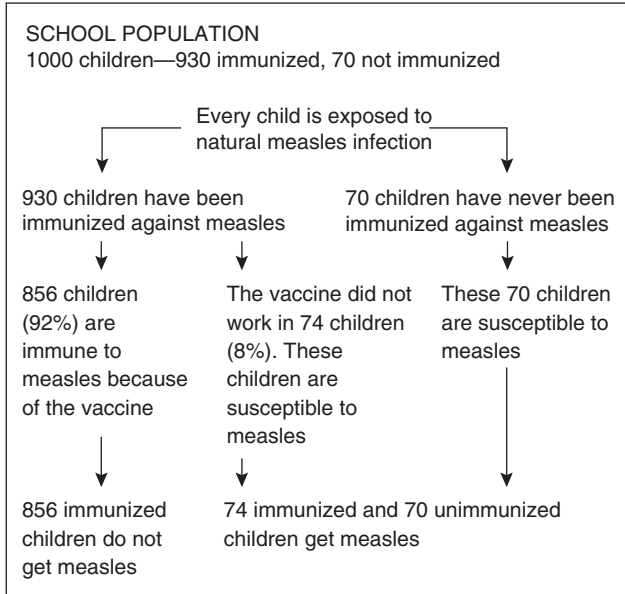 SCHOOL POPULATION
1000 children—930 immunized, 70 not immunized
Every child is exposed to
natural measles infection
930 children have been
immunized against measles
70 children have never been
immunized against measles
856 children
(92%) are
immune to
measles because
of the vaccine
The vaccine did not
work in 74 children
(8%). These
children are
susceptible to
measles
These 70 children
are susceptible to
measles
856 immunized
children do not
get measles
74 immunized and 70 unimmunized
children get measles